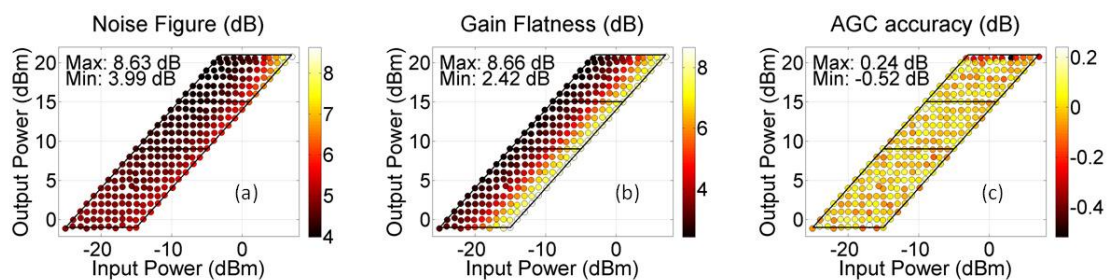 Noise Figure (dB)
Max: 8.63 dB
Min: 3.99 dB
Output Power (dBm)
20
15
10
5
0
-20
-10
0
Input Power (dBm)
(a)
8
7
6
5
4
Gain Flatness (dB)
Max: 8.66 dB
Min: 2.42 dB
Output Power (dBm)
20
15
10
5
0
-20
-10
0
Input Power (dBm)
(b)
8
6
4
AGC accuracy (dB)
Max: 0.24 dB
Min: -0.52 dB
Output Power (dBm)
20
15
10
5
0
-20
-10
0
Input Power (dBm)
(c)
0.2
0
-0.2
-0.4